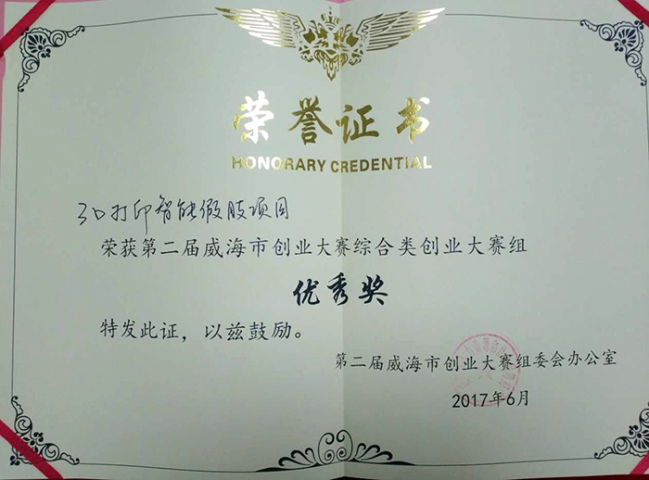 荣誉证书
HONORARY CREDENTIAL
3D打印智能假肢项目
荣获第二届威海市创业大赛综合类创业大赛组
优秀奖
特发此证，以兹鼓励。
第二届威海市创业大赛组委会办公室
2017年6月